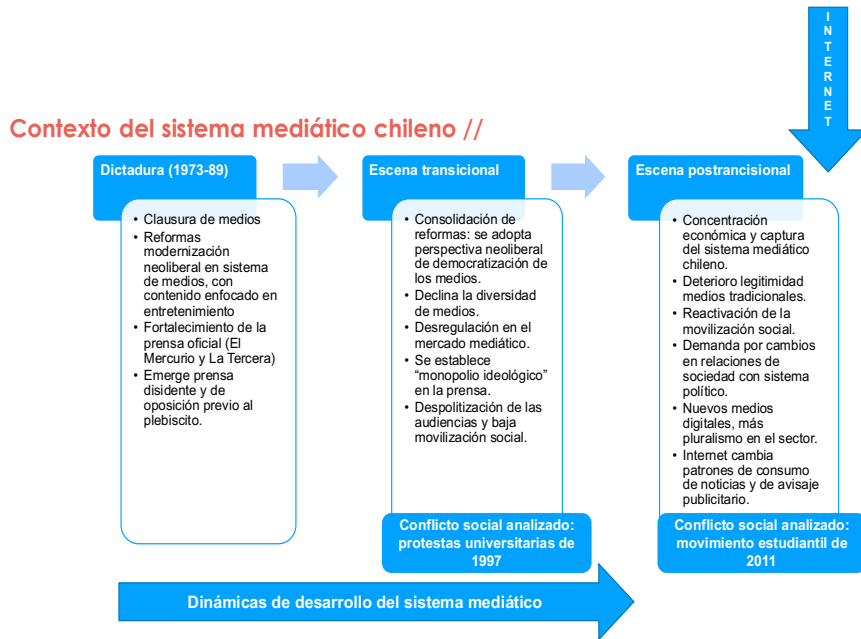 INTERNET
Contexto del sistema mediático chileno //
Dictadura (1973-89)
• Clausura de medios
• Reformas
modernización
neoliberal en sistema
de medios, con
contenido enfocado en
entretenimiento
• Fortalecimiento de la
prensa oficial (El
Mercurio y La Tercera)
• Emerge prensa
disidente y de
oposición previo al
plebiscito.
Escena transicional
• Consolidación de
reformas: se adopta
perspectiva neoliberal
de democratización de
los medios.
• Declina la diversidad
de medios.
• Desregulación en el
mercado mediático.
• Se establece
“monopolio ideológico”
en la prensa.
• Despolitización de las
audiencias y baja
movilización social.
Conflicto social analizado:
protestas universitarias de
1997
Escena postrancisional
• Concentración
económica y captura
del sistema mediático
chileno.
• Deterioro legitimidad
medios tradicionales.
• Reactivación de la
movilización social.
• Demanda por cambios
en relaciones de
sociedad con sistema
político.
• Nuevos medios
digitales, más
pluralismo en el sector.
• Internet cambia
patrones de consumo
de noticias y de avisaje
publicitario.
Conflicto social analizado:
movimiento estudiantil de
2011
Dinámicas de desarrollo del sistema mediático